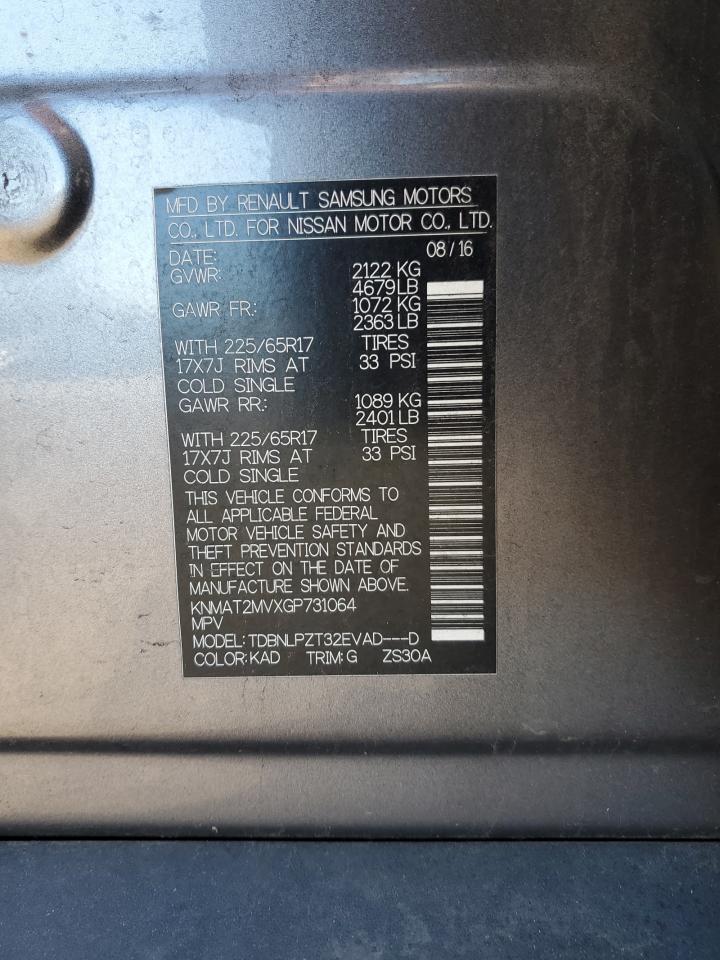 MFD BY RENAULT SAMSUNG MOTORS
CO., LTD. FOR NISSAN MOTOR CO., LTD.
DATE: 08/16
GVWR: 2122 KG
4679LB
GAWR FR.: 1072 KG
2363LB
WITH 225/65R17 TIRES
17X7J RIMS AT 33 PSI
COLD SINGLE
GAWR RR.: 1089 KG
2401LB
WITH 225/65R17 TIRES
17X7J RIMS AT 33 PSI
COLD SINGLE
THIS VEHICLE CONFORMS TO
ALL APPLICABLE FEDERAL
MOTOR VEHICLE SAFETY AND
THEFT PREVENTION STANDARDS
IN EFFECT ON THE DATE OF
MANUFACTURE SHOWN ABOVE.
KNMAT2MVXGP731064
MPV
MODEL:TDBNLPZT32EVAD---D
COLOR:KAD TRIM:G ZS30A